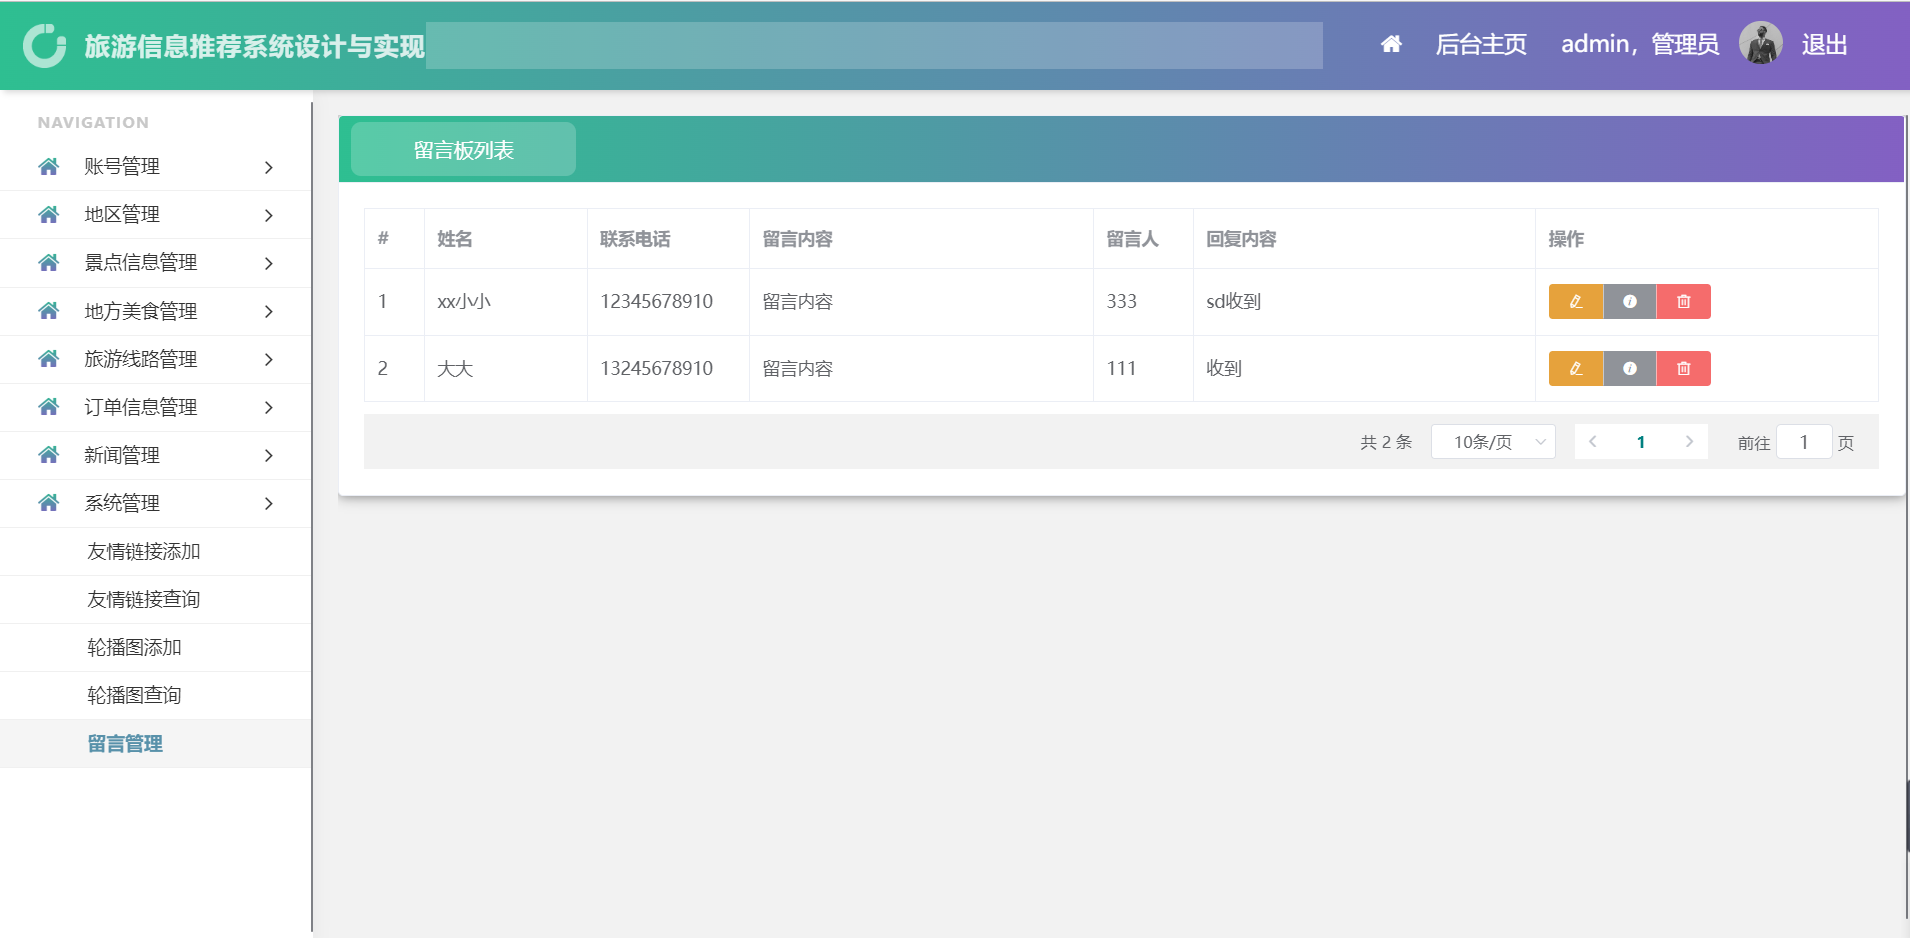 旅游信息推荐系统设计与实现
后台主页 admin，管理员 退出
NAVIGATION
账号管理
地区管理
景点信息管理
地方美食管理
旅游线路管理
订单信息管理
新闻管理
系统管理
友情链接添加
友情链接查询
轮播图添加
轮播图查询
留言管理
留言板列表
# 姓名 联系电话 留言内容 留言人 回复内容 操作
1 xx小小 12345678910 留言内容 333 sd收到
2 大大 13245678910 留言内容 111 收到
共 2 条 10条/页 1 前往 1 页